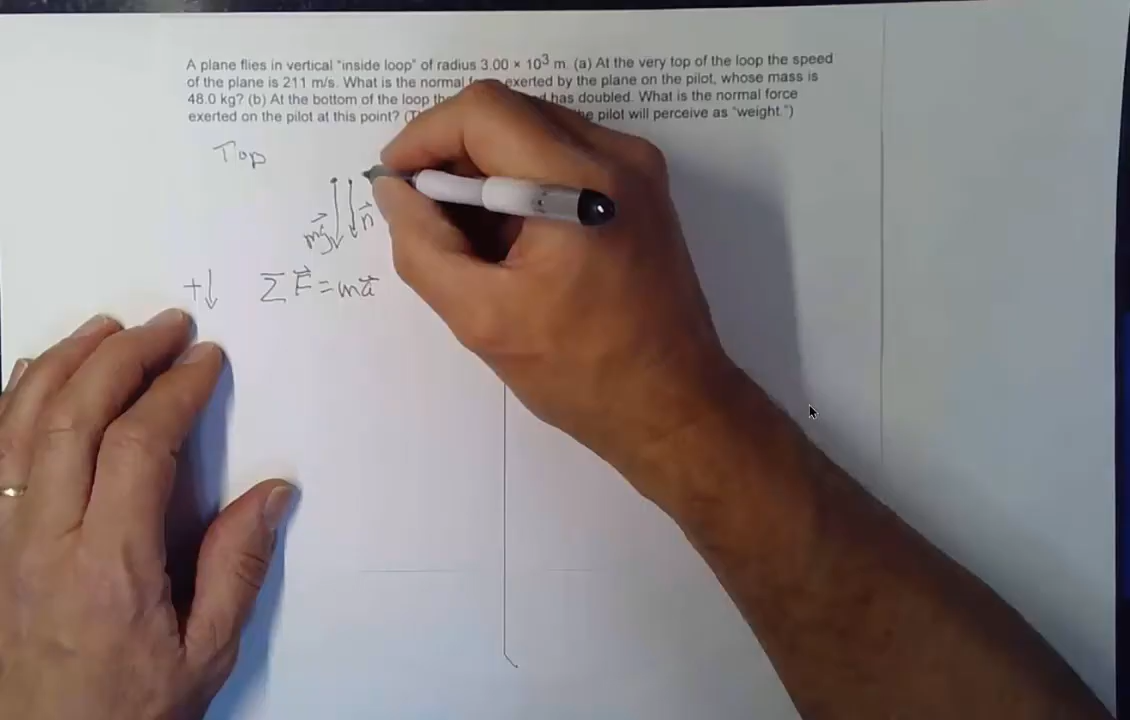 A plane flies in vertical "inside loop" of radius 3.00 × 10³ m. (a) At the very top of the loop the speed
of the plane is 211 m/s. What is the normal exerted by the plane on the pilot, whose mass is
48.0 kg? (b) At the bottom of the loop has doubled. What is the normal force
exerted on the pilot at this point? pilot will perceive as "weight.")
Top
mg⃗ n⃗
+↓ Σ F⃗ = ma⃗